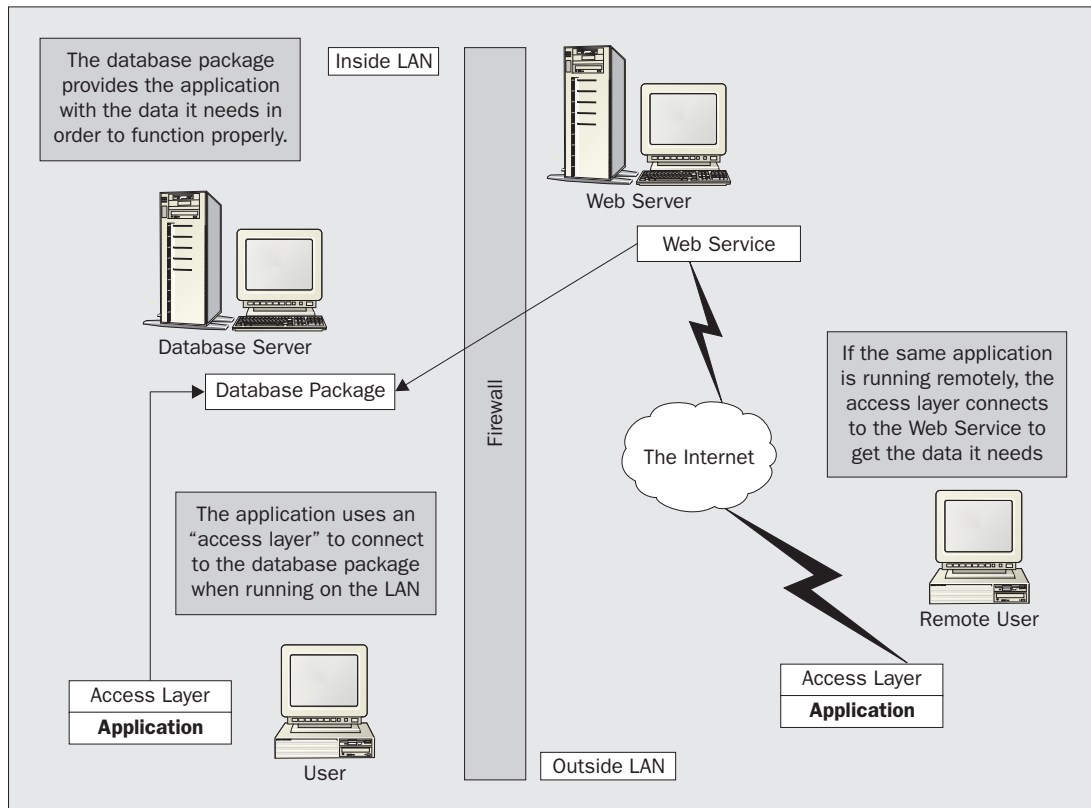 The database package
provides the application
with the data it needs in
order to function properly.
Inside LAN
Web Server
Web Service
Database Server
Database Package
Firewall
If the same application
is running remotely, the
access layer connects
to the Web Service to
get the data it needs
The Internet
The application uses an
“access layer” to connect
to the database package
when running on the LAN
Remote User
Access Layer
Application
User
Access Layer
Application
Outside LAN